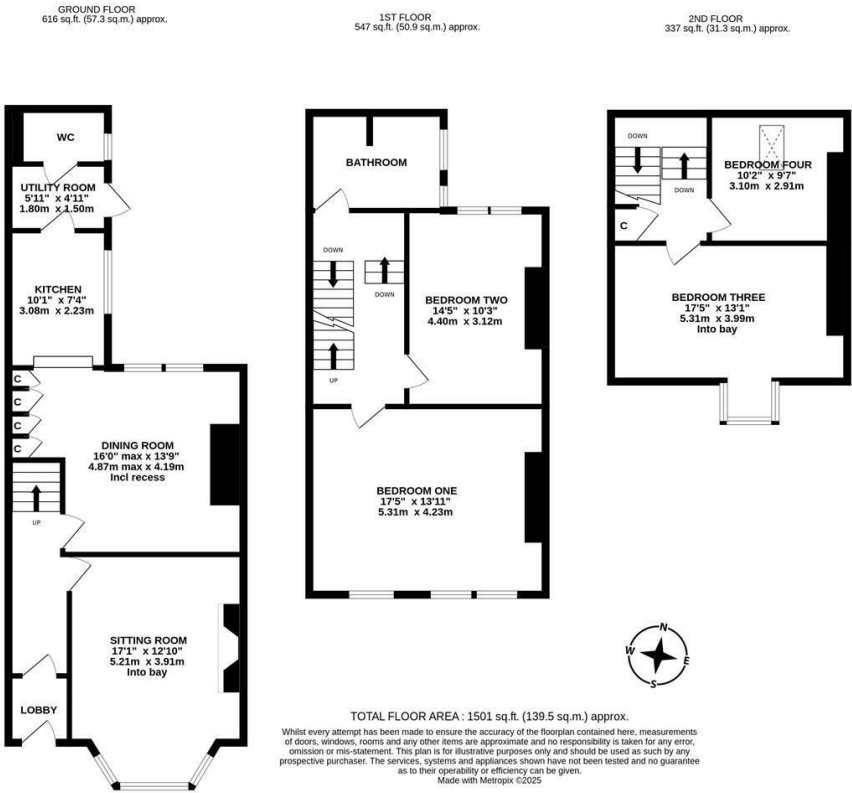 GROUND FLOOR
616 sq.ft. (57.3 sq.m.) approx.
1ST FLOOR
547 sq.ft. (50.9 sq.m.) approx.
2ND FLOOR
337 sq.ft. (31.3 sq.m.) approx.
WC
UTILITY ROOM
5'11" x 4'11"
1.80m x 1.50m
KITCHEN
10'1" x 7'4"
3.08m x 2.23m
C
C
C
C
DINING ROOM
16'0" max x 13'9"
4.87m max x 4.19m
Incl recess
UP
SITTING ROOM
17'1" x 12'10"
5.21m x 3.91m
Into bay
LOBBY
BATHROOM
DOWN
DOWN
UP
BEDROOM TWO
14'5" x 10'3"
4.40m x 3.12m
BEDROOM ONE
17'5" x 13'11"
5.31m x 4.23m
DOWN
DOWN
C
BEDROOM FOUR
10'2" x 9'7"
3.10m x 2.91m
BEDROOM THREE
17'5" x 13'1"
5.31m x 3.99m
Into bay
N
W
E
S
TOTAL FLOOR AREA : 1501 sq.ft. (139.5 sq.m.) approx.
Whilst every attempt has been made to ensure the accuracy of the floorplan contained here, measurements
of doors, windows, rooms and any other items are approximate and no responsibility is taken for any error,
omission or mis-statement. This plan is for illustrative purposes only and should be used as such by any
prospective purchaser. The services, systems and appliances shown have not been tested and no guarantee
as to their operability or efficiency can be given.
Made with Metropix ©2025